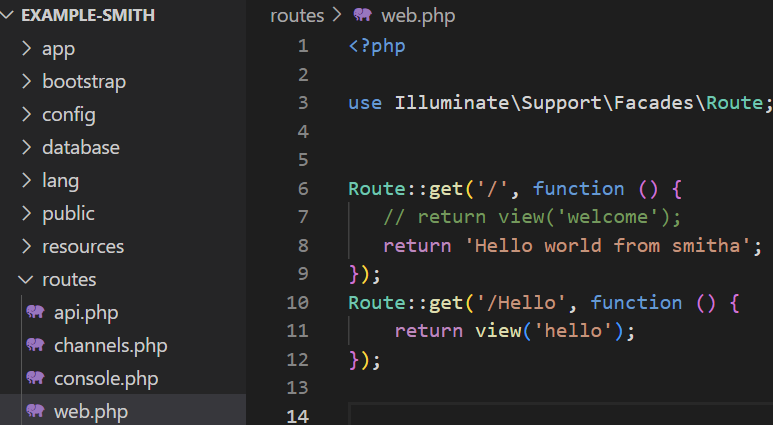 EXAMPLE-SMITH
app
bootstrap
config
database
lang
public
resources
routes
api.php
channels.php
console.php
web.php
routes > web.php
1 <?php
2
3 use Illuminate\Support\Facades\Route;
4
5
6 Route::get('/', function () {
7 // return view('welcome');
8 return 'Hello world from smitha';
9 });
10 Route::get('/Hello', function () {
11 return view('hello');
12 });
13
14